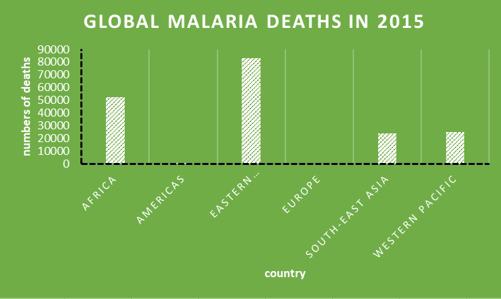 GLOBAL MALARIA DEATHS IN 2015
numbers of deaths
90000
80000
70000
60000
50000
40000
30000
20000
10000
0
AFRICA
AMERICAS
EASTERN…
EUROPE
SOUTH-EAST ASIA
WESTERN PACIFIC
country